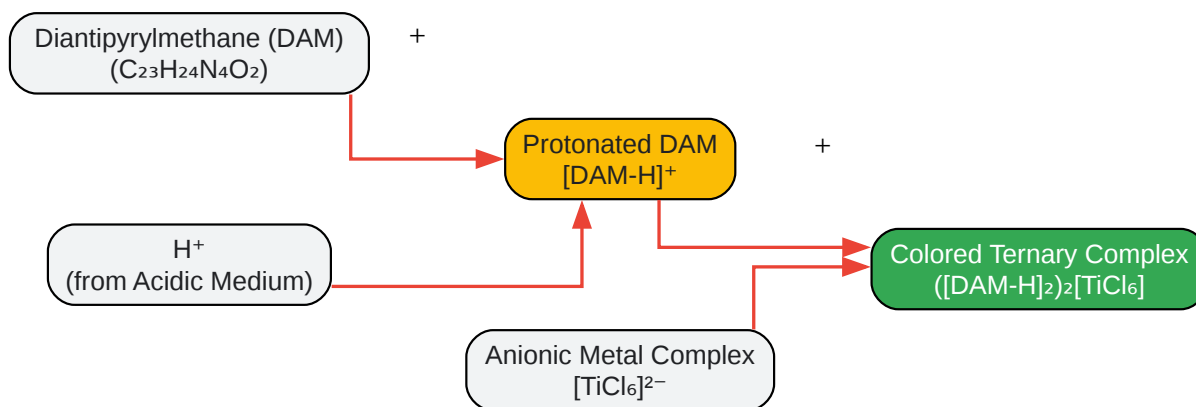 Diantipyrylmethane (DAM)
(C₂₃H₂₄N₄O₂)
+
Protonated DAM
[DAM-H]⁺
+
H⁺
(from Acidic Medium)
Colored Ternary Complex
([DAM-H]₂)₂[TiCl₆]
Anionic Metal Complex
[TiCl₆]²⁻